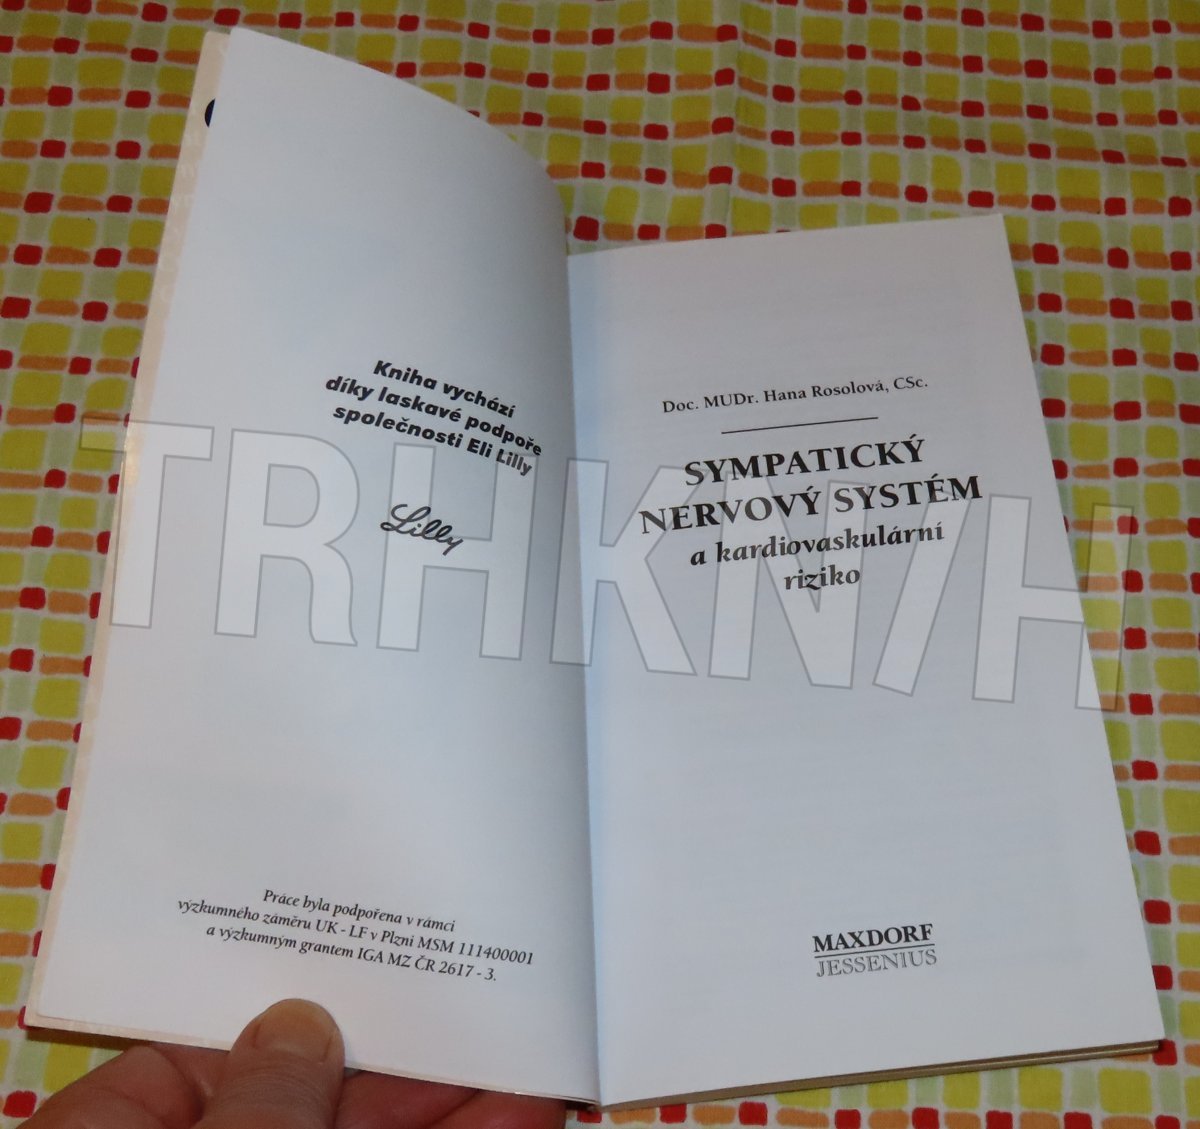 Kniha vychází
díky laskavé podpoře
společnosti Eli Lilly
Lilly
Práce byla podpořena v rámci
výzkumného záměru UK - LF v Plzni MSM 111400001
a výzkumným grantem IGA MZ ČR 2617 - 3.
Doc. MUDr. Hana Rosolová, CSc.
SYMPATICKÝ
NERVOVÝ SYSTÉM
a kardiovaskulární
riziko
MAXDORF
JESSENIUS
TRHKNIH